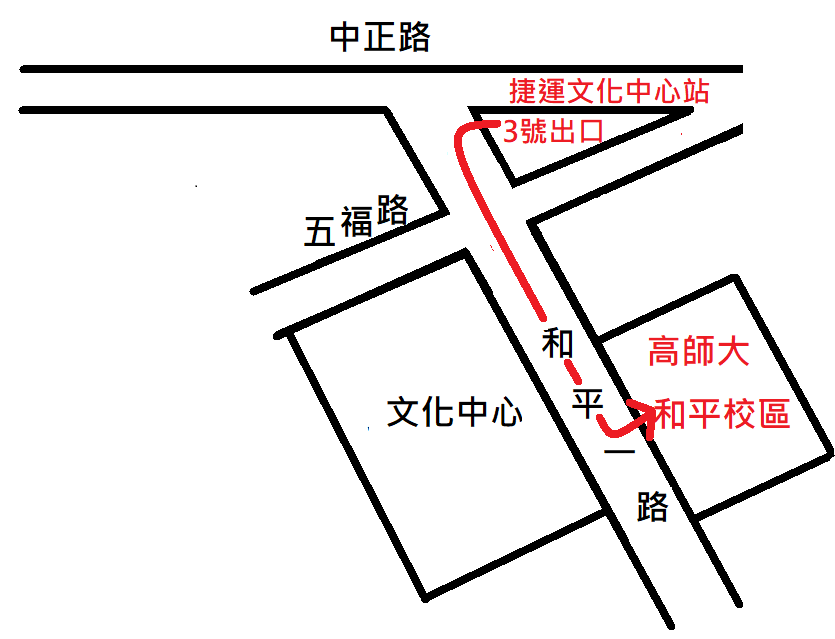 中正路
捷運文化中心站
3號出口
五福路
和平一路
高師大
和平校區
文化中心